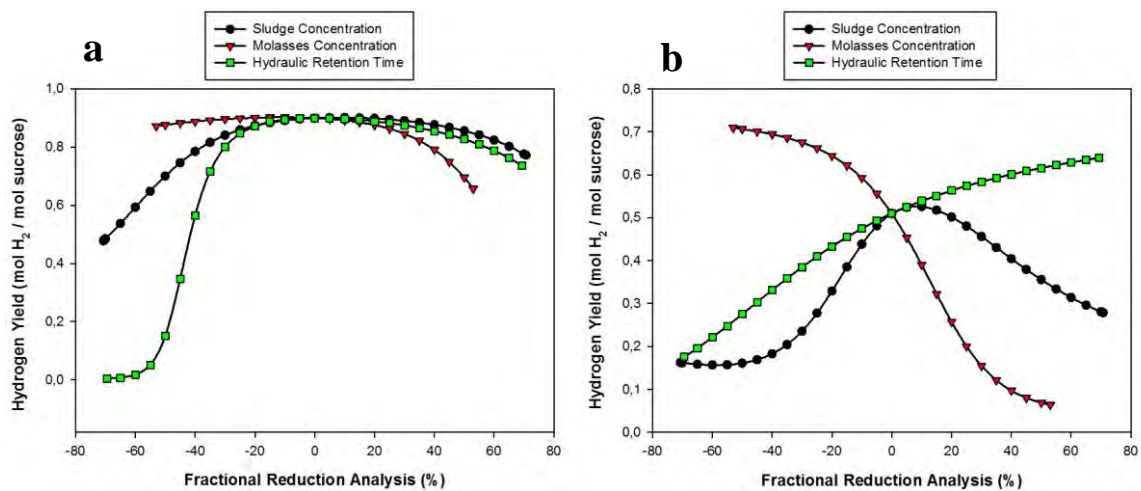 a
Sludge Concentration
Molasses Concentration
Hydraulic Retention Time
Hydrogen Yield (mol H2 / mol sucrose)
1,0
0,8
0,6
0,4
0,2
0,0
-80 -60 -40 -20 0 20 40 60 80
Fractional Reduction Analysis (%)
b
Sludge Concentration
Molasses Concentration
Hydraulic Retention Time
Hydrogen Yield (mol H2 / mol sucrose)
0,8
0,7
0,6
0,5
0,4
0,3
0,2
0,1
0,0
-80 -60 -40 -20 0 20 40 60 80
Fractional Reduction Analysis (%)